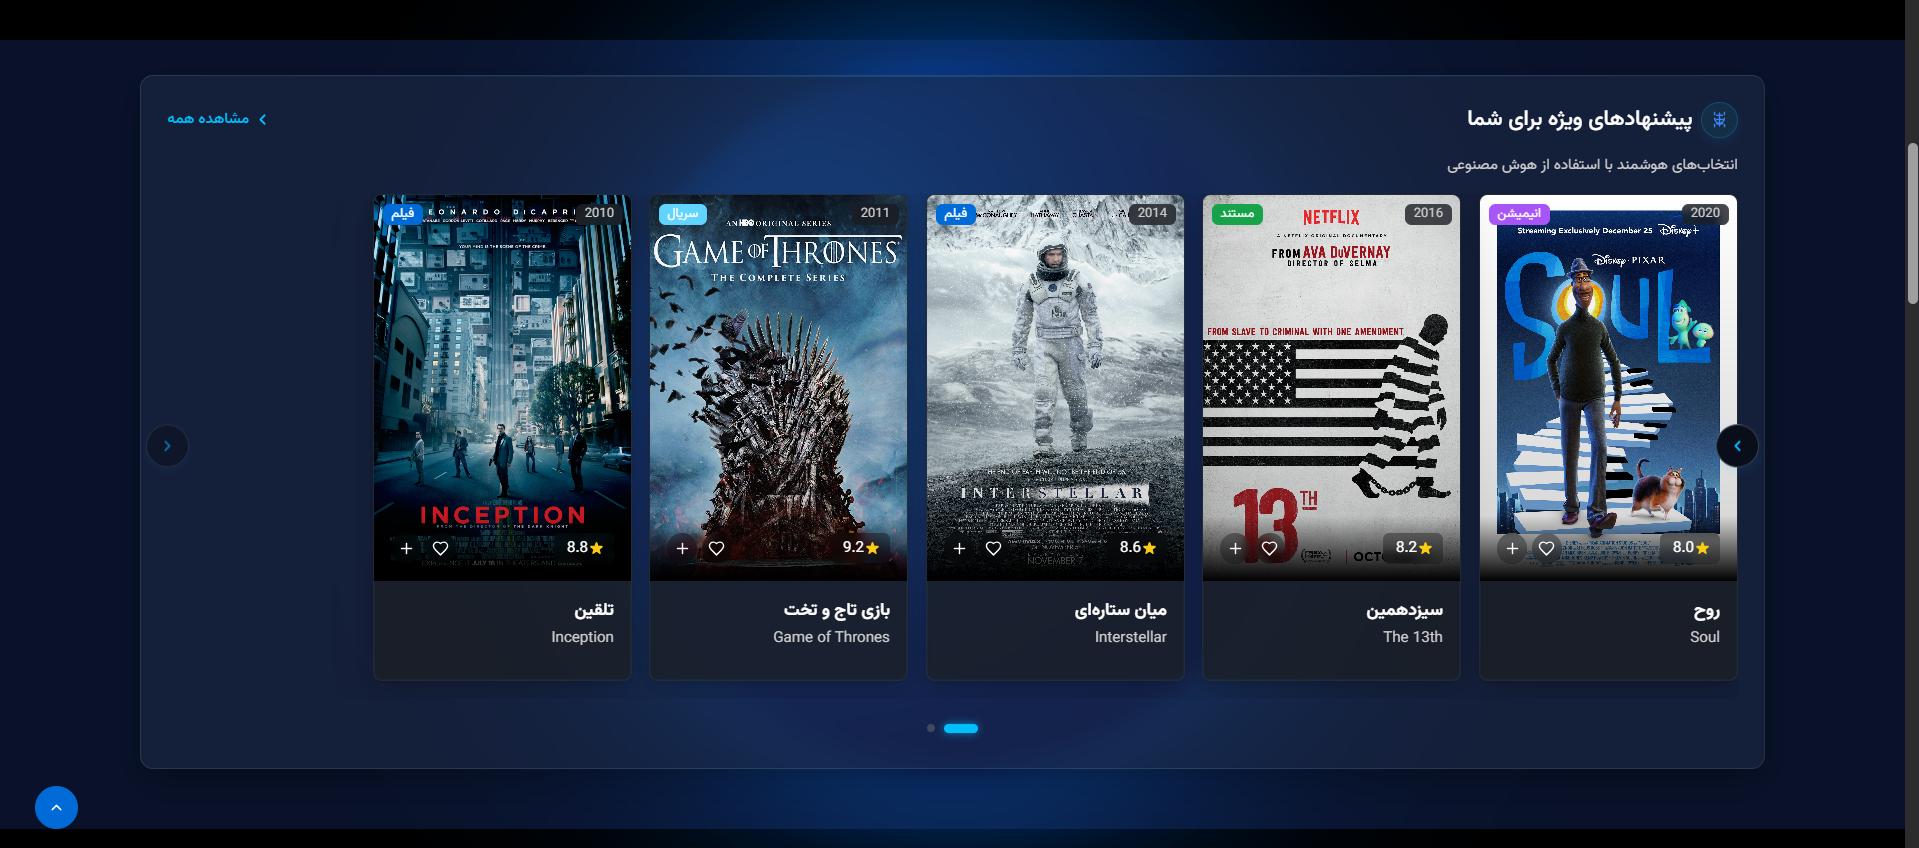 پیشنهادهای ویژه برای شما
مشاهده همه
انتخاب‌های هوشمند با استفاده از هوش مصنوعی
2020
انیمیشن
Streaming Exclusively December 25 Disney+
Disney · PIXAR
SOUL
8.0
روح
Soul
2016
مستند
NETFLIX
A NETFLIX ORIGINAL DOCUMENTARY
FROM AVA DUVERNAY
DIRECTOR OF SELMA
FROM SLAVE TO CRIMINAL WITH ONE AMENDMENT
13TH
8.2
سیزدهمین
The 13th
2014
فیلم
INTERSTELLAR
NOVEMBER 7
8.6
میان ستاره‌ای
Interstellar
2011
سریال
AN HBO ORIGINAL SERIES
GAME OF THRONES
THE COMPLETE SERIES
9.2
بازی تاج و تخت
Game of Thrones
2010
فیلم
YOUR MIND IS THE SCENE OF THE CRIME
INCEPTION
FROM THE DIRECTOR OF THE DARK KNIGHT
8.8
تلقین
Inception